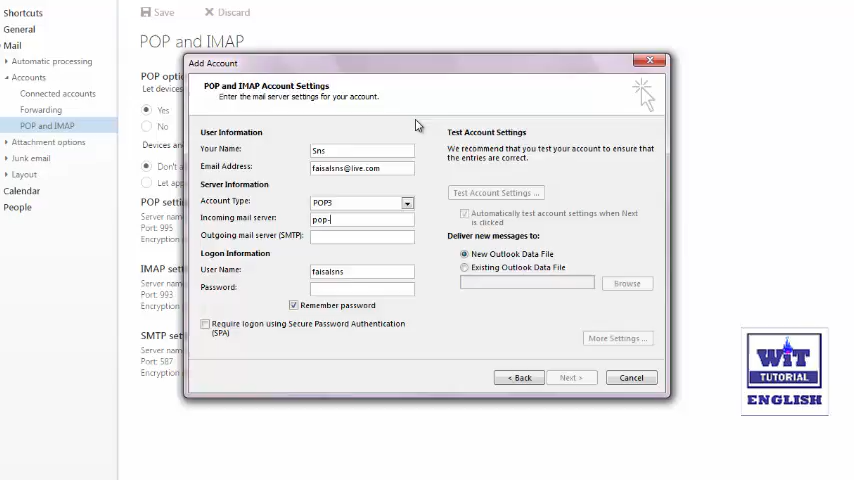 Shortcuts
General
Mail
Automatic processing
Accounts
Connected accounts
Forwarding
POP and IMAP
Attachment options
Junk email
Layout
Calendar
People
Save Discard
POP and IMAP
POP opti
Let devices
Yes
No
Devices an
Don't a
Let app
POP setti
Server nam
Port: 995
Encryption
IMAP sett
Server nam
Port: 993
Encryption
SMTP set
Server nam
Port: 587
Encryption
Add Account
POP and IMAP Account Settings
Enter the mail server settings for your account.
User Information
Your Name: Sns
Email Address: faisalsns@live.com
Server Information
Account Type: POP3
Incoming mail server: pop-
Outgoing mail server (SMTP):
Logon Information
User Name: faisalsns
Password:
Remember password
Require logon using Secure Password Authentication
(SPA)
Test Account Settings
We recommend that you test your account to ensure that
the entries are correct.
Test Account Settings ...
Automatically test account settings when Next
is clicked
Deliver new messages to:
New Outlook Data File
Existing Outlook Data File
Browse
More Settings ...
< Back Next > Cancel
WiT
TUTORIAL
ENGLISH